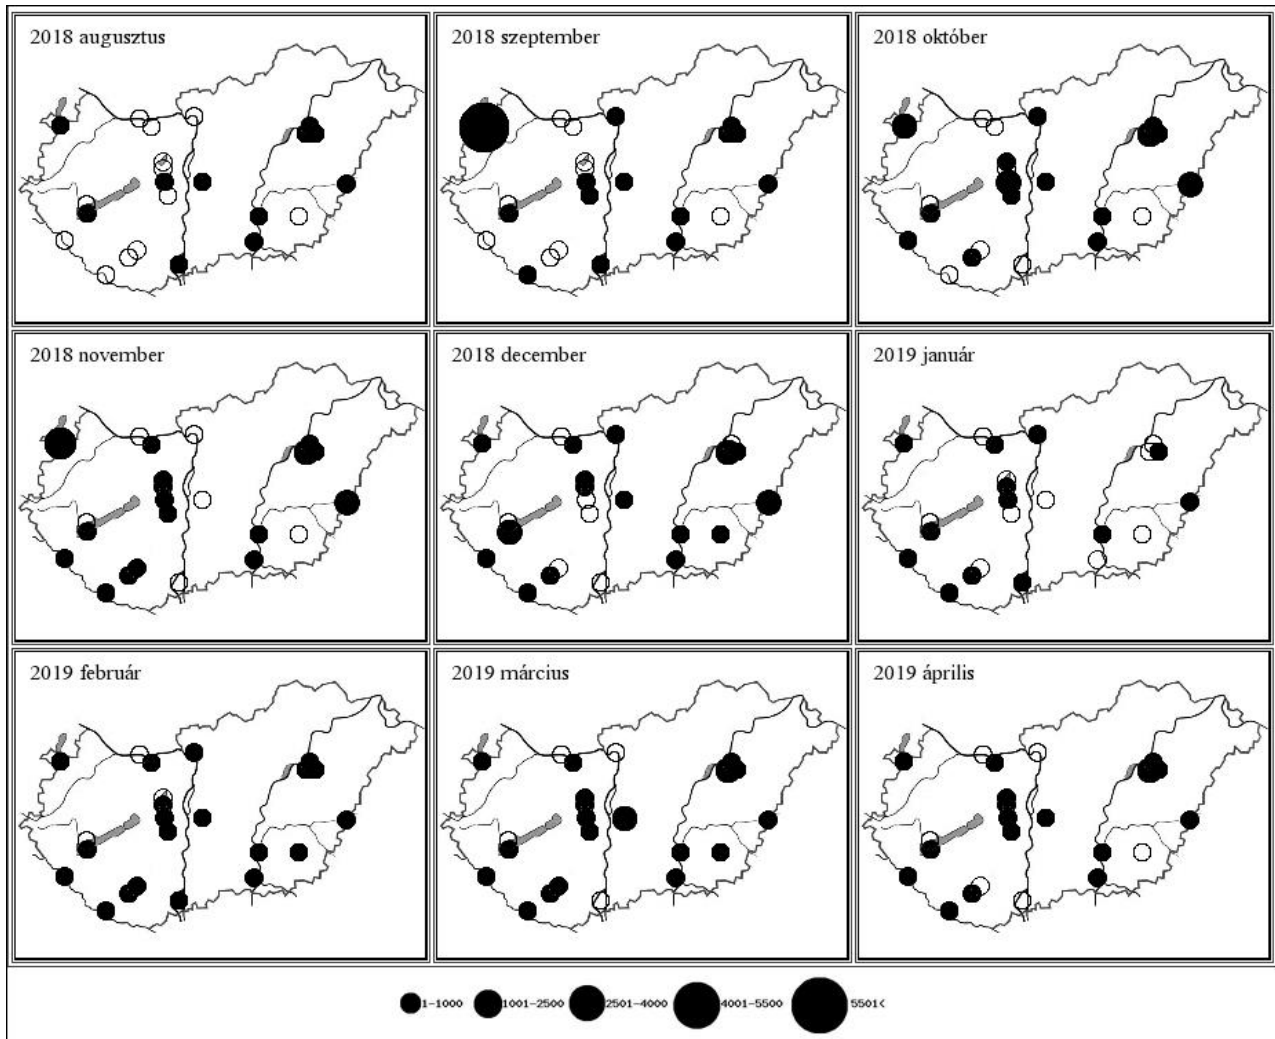 2018 augusztus
2018 szeptember
2018 október
2018 november
2018 december
2019 január
2019 február
2019 március
2019 április
1-1000 1001-2500 2501-4000 4001-5500 5501<